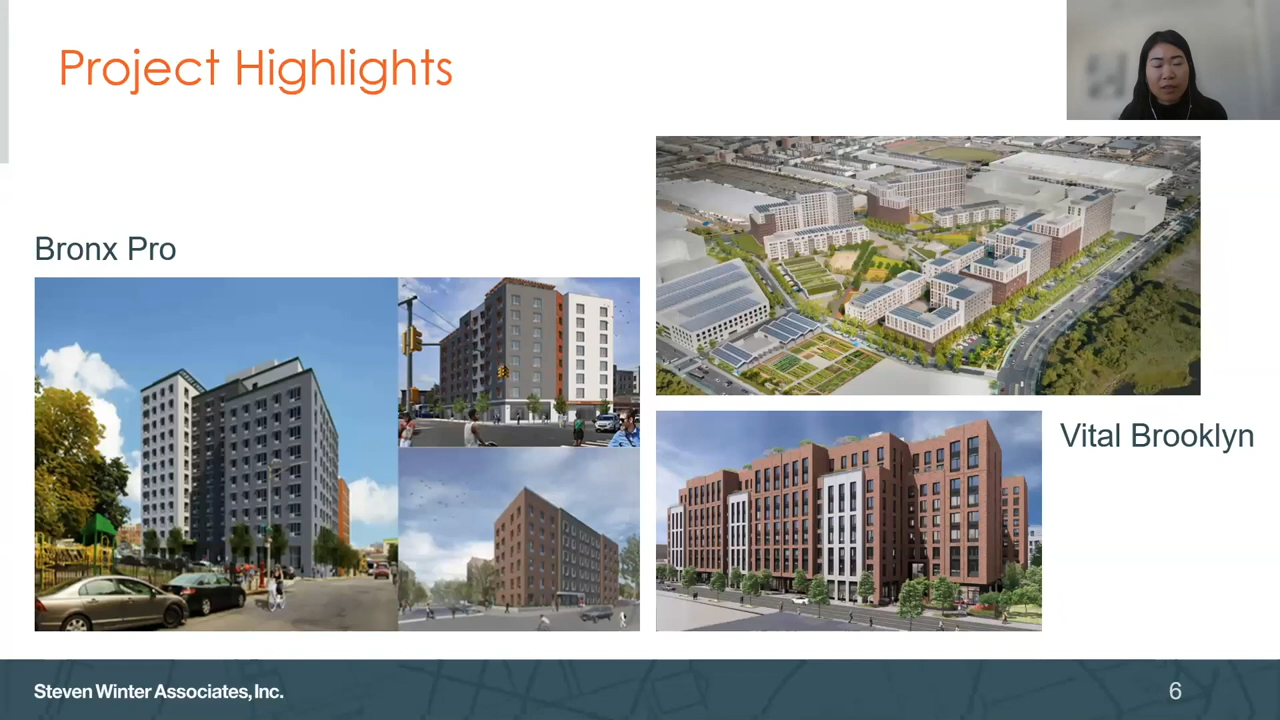 Project Highlights
Bronx Pro
Vital Brooklyn
Steven Winter Associates, Inc.
6